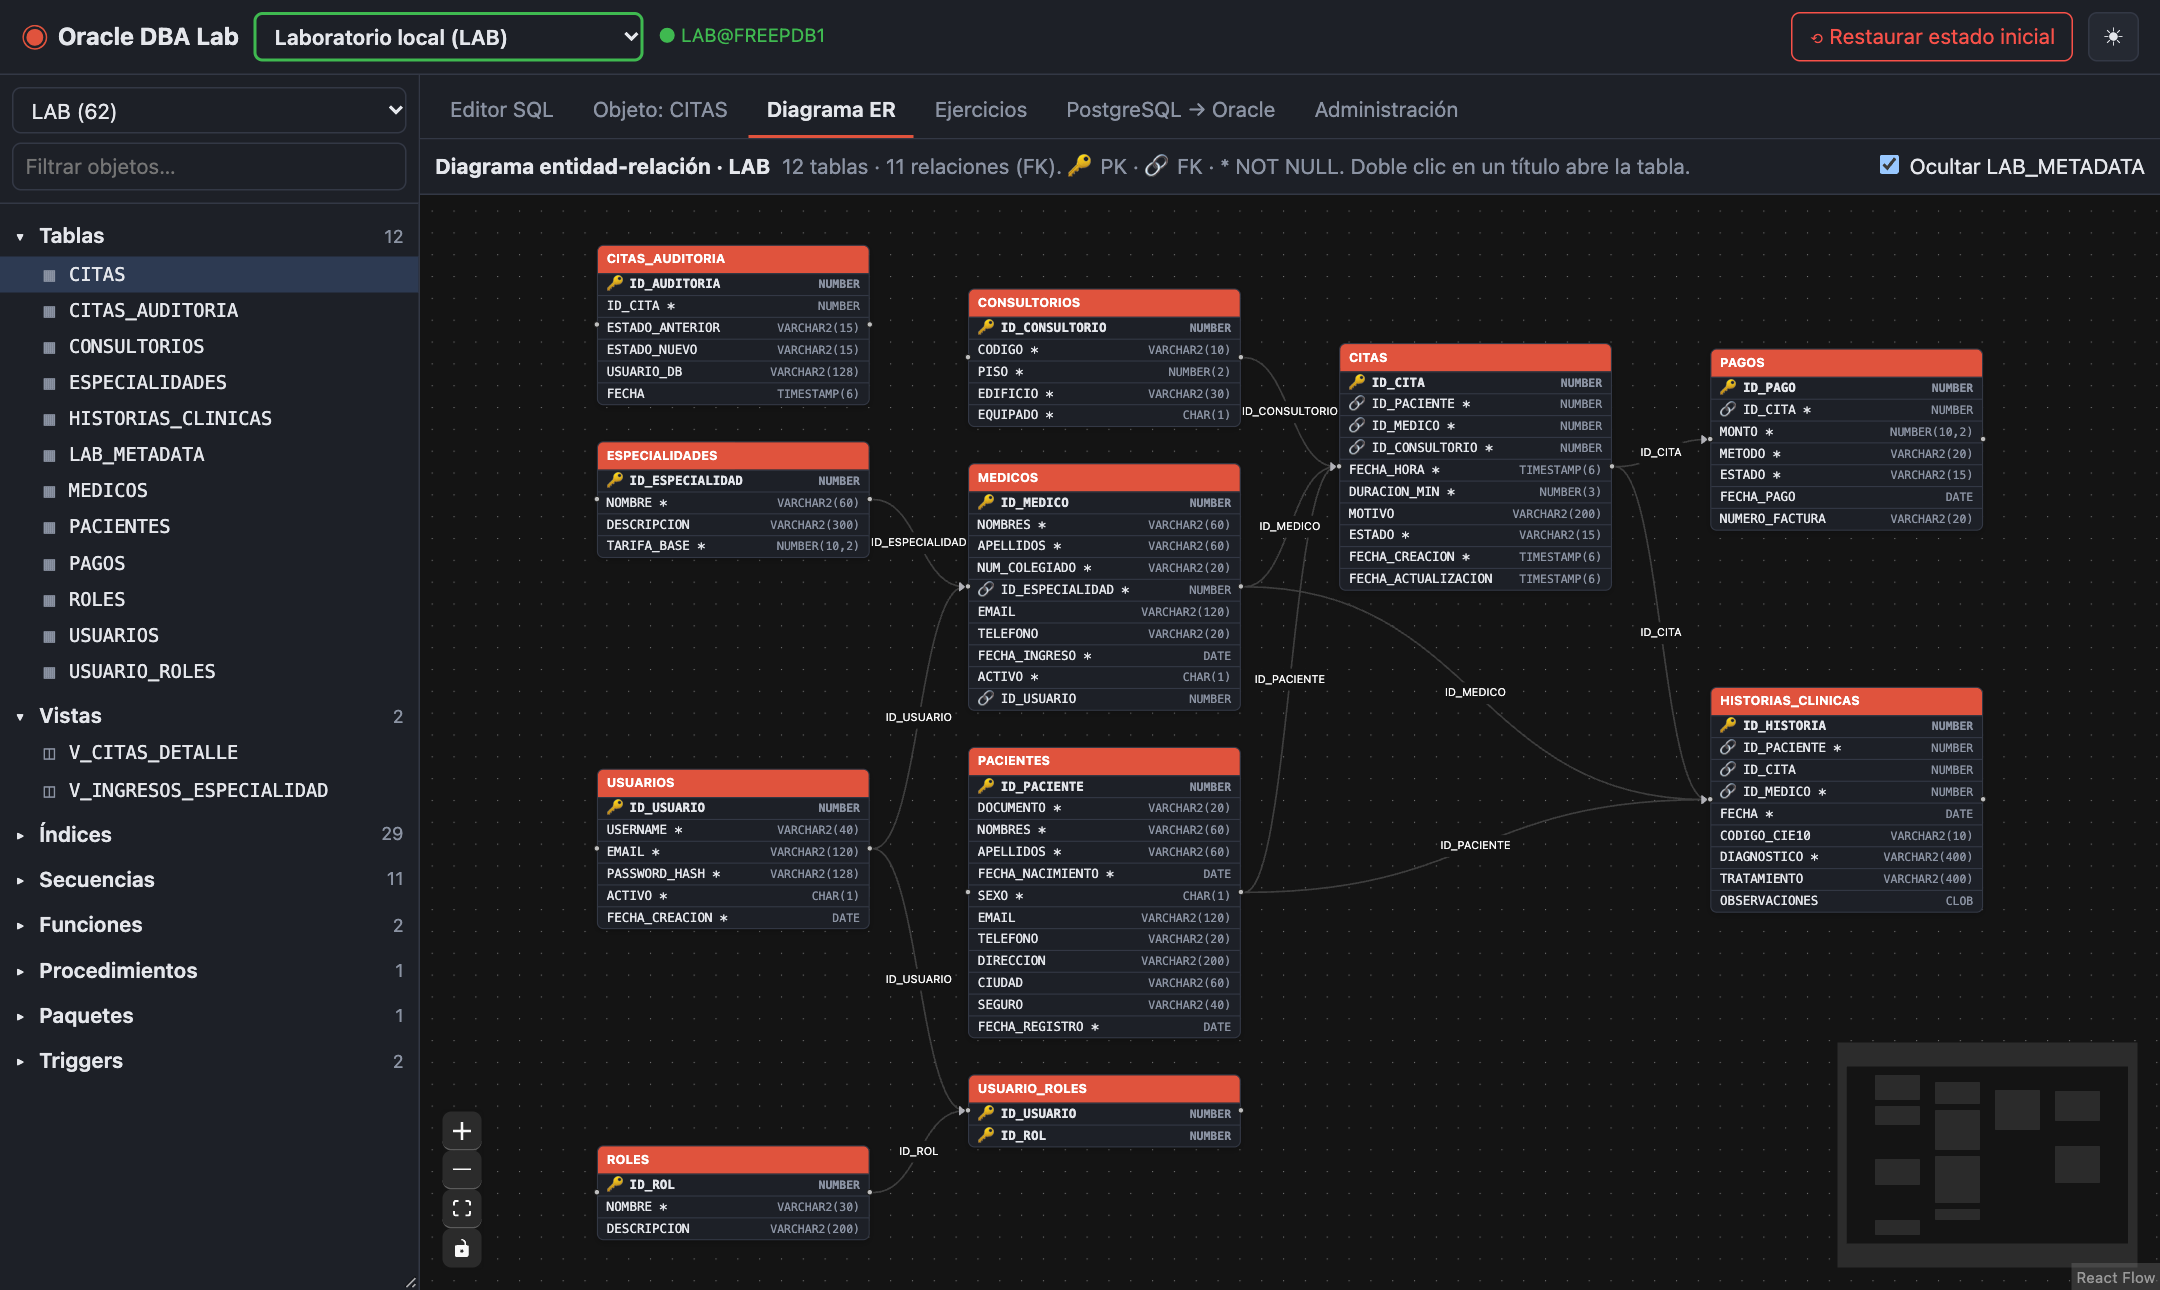 Oracle DBA Lab
Laboratorio local (LAB)
LAB@FREEPDB1
Restaurar estado inicial
LAB (62)
Filtrar objetos...
Tablas 12
CITAS
CITAS_AUDITORIA
CONSULTORIOS
ESPECIALIDADES
HISTORIAS_CLINICAS
LAB_METADATA
MEDICOS
PACIENTES
PAGOS
ROLES
USUARIOS
USUARIO_ROLES
Vistas 2
V_CITAS_DETALLE
V_INGRESOS_ESPECIALIDAD
Índices 29
Secuencias 11
Funciones 2
Procedimientos 1
Paquetes 1
Triggers 2
Editor SQL
Objeto: CITAS
Diagrama ER
Ejercicios
PostgreSQL → Oracle
Administración
Diagrama entidad-relación · LAB 12 tablas · 11 relaciones (FK). 🔑 PK · 🔗 FK · * NOT NULL. Doble clic en un título abre la tabla.
Ocultar LAB_METADATA
CITAS_AUDITORIA
ID_AUDITORIA NUMBER
ID_CITA * NUMBER
ESTADO_ANTERIOR VARCHAR2(15)
ESTADO_NUEVO VARCHAR2(15)
USUARIO_DB VARCHAR2(128)
FECHA TIMESTAMP(6)
ESPECIALIDADES
ID_ESPECIALIDAD NUMBER
NOMBRE * VARCHAR2(60)
DESCRIPCION VARCHAR2(300)
TARIFA_BASE * NUMBER(10,2)
USUARIOS
ID_USUARIO NUMBER
USERNAME * VARCHAR2(40)
EMAIL * VARCHAR2(120)
PASSWORD_HASH * VARCHAR2(128)
ACTIVO * CHAR(1)
FECHA_CREACION * DATE
ROLES
ID_ROL NUMBER
NOMBRE * VARCHAR2(30)
DESCRIPCION VARCHAR2(200)
ID_ESPECIALIDAD
ID_USUARIO
ID_USUARIO
ID_ROL
CONSULTORIOS
ID_CONSULTORIO NUMBER
CODIGO * VARCHAR2(10)
PISO * NUMBER(2)
EDIFICIO * VARCHAR2(30)
EQUIPADO * CHAR(1)
MEDICOS
ID_MEDICO NUMBER
NOMBRES * VARCHAR2(60)
APELLIDOS * VARCHAR2(60)
NUM_COLEGIADO * VARCHAR2(20)
ID_ESPECIALIDAD * NUMBER
EMAIL VARCHAR2(120)
TELEFONO VARCHAR2(20)
FECHA_INGRESO * DATE
ACTIVO * CHAR(1)
ID_USUARIO NUMBER
PACIENTES
ID_PACIENTE NUMBER
DOCUMENTO * VARCHAR2(20)
NOMBRES * VARCHAR2(60)
APELLIDOS * VARCHAR2(60)
FECHA_NACIMIENTO * DATE
SEXO * CHAR(1)
EMAIL VARCHAR2(120)
TELEFONO VARCHAR2(20)
DIRECCION VARCHAR2(200)
CIUDAD VARCHAR2(60)
SEGURO VARCHAR2(40)
FECHA_REGISTRO * DATE
USUARIO_ROLES
ID_USUARIO NUMBER
ID_ROL NUMBER
ID_CONSULTORIO
ID_MEDICO
ID_PACIENTE
CITAS
ID_CITA NUMBER
ID_PACIENTE * NUMBER
ID_MEDICO * NUMBER
ID_CONSULTORIO * NUMBER
FECHA_HORA * TIMESTAMP(6)
DURACION_MIN * NUMBER(3)
MOTIVO VARCHAR2(200)
ESTADO * VARCHAR2(15)
FECHA_CREACION * TIMESTAMP(6)
FECHA_ACTUALIZACION TIMESTAMP(6)
ID_MEDICO
ID_PACIENTE
ID_CITA
ID_CITA
PAGOS
ID_PAGO NUMBER
ID_CITA * NUMBER
MONTO * NUMBER(10,2)
METODO * VARCHAR2(20)
ESTADO * VARCHAR2(15)
FECHA_PAGO DATE
NUMERO_FACTURA VARCHAR2(20)
HISTORIAS_CLINICAS
ID_HISTORIA NUMBER
ID_PACIENTE * NUMBER
ID_CITA NUMBER
ID_MEDICO * NUMBER
FECHA * DATE
CODIGO_CIE10 VARCHAR2(10)
DIAGNOSTICO * VARCHAR2(400)
TRATAMIENTO VARCHAR2(400)
OBSERVACIONES CLOB
React Flow